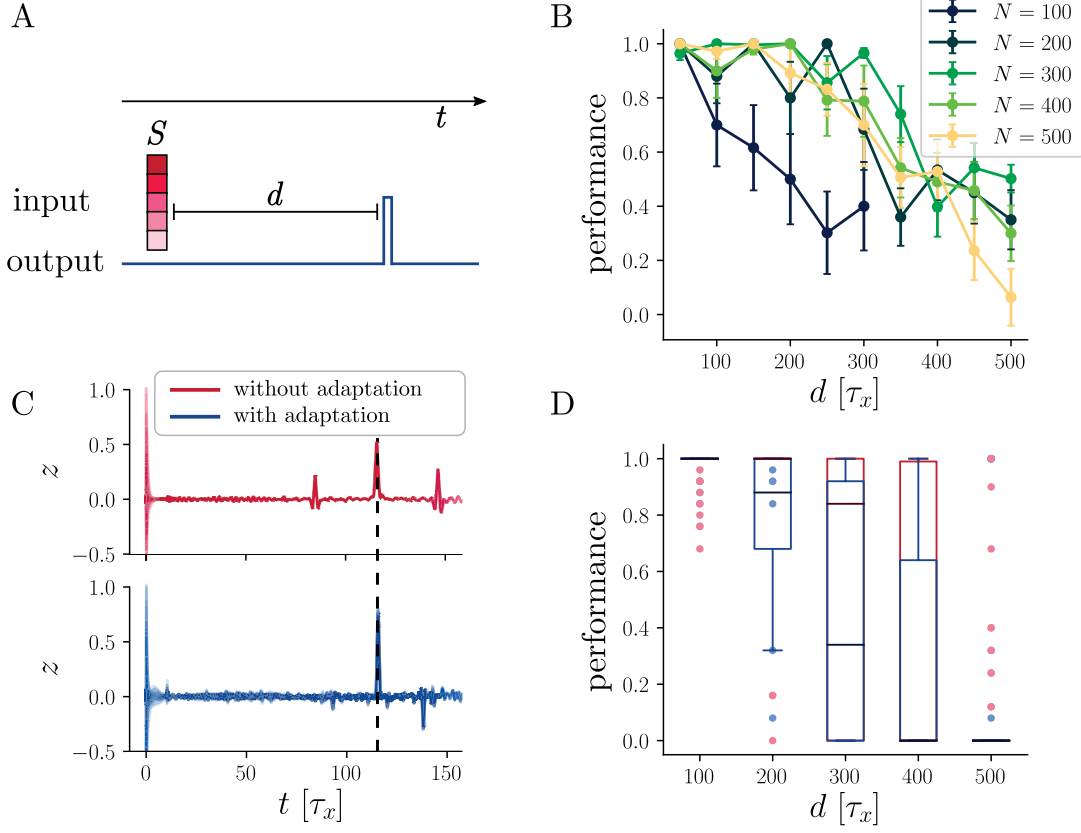 A
t
S
input
d
output
B
N = 100
N = 200
N = 300
N = 400
N = 500
performance
1.0
0.8
0.6
0.4
0.2
0.0
100
200
300
400
500
d [τx]
C
without adaptation
with adaptation
z
1.0
0.5
0.0
−0.5
z
1.0
0.5
0.0
−0.5
0
50
100
150
t [τx]
D
performance
1.0
0.8
0.6
0.4
0.2
0.0
100
200
300
400
500
d [τx]